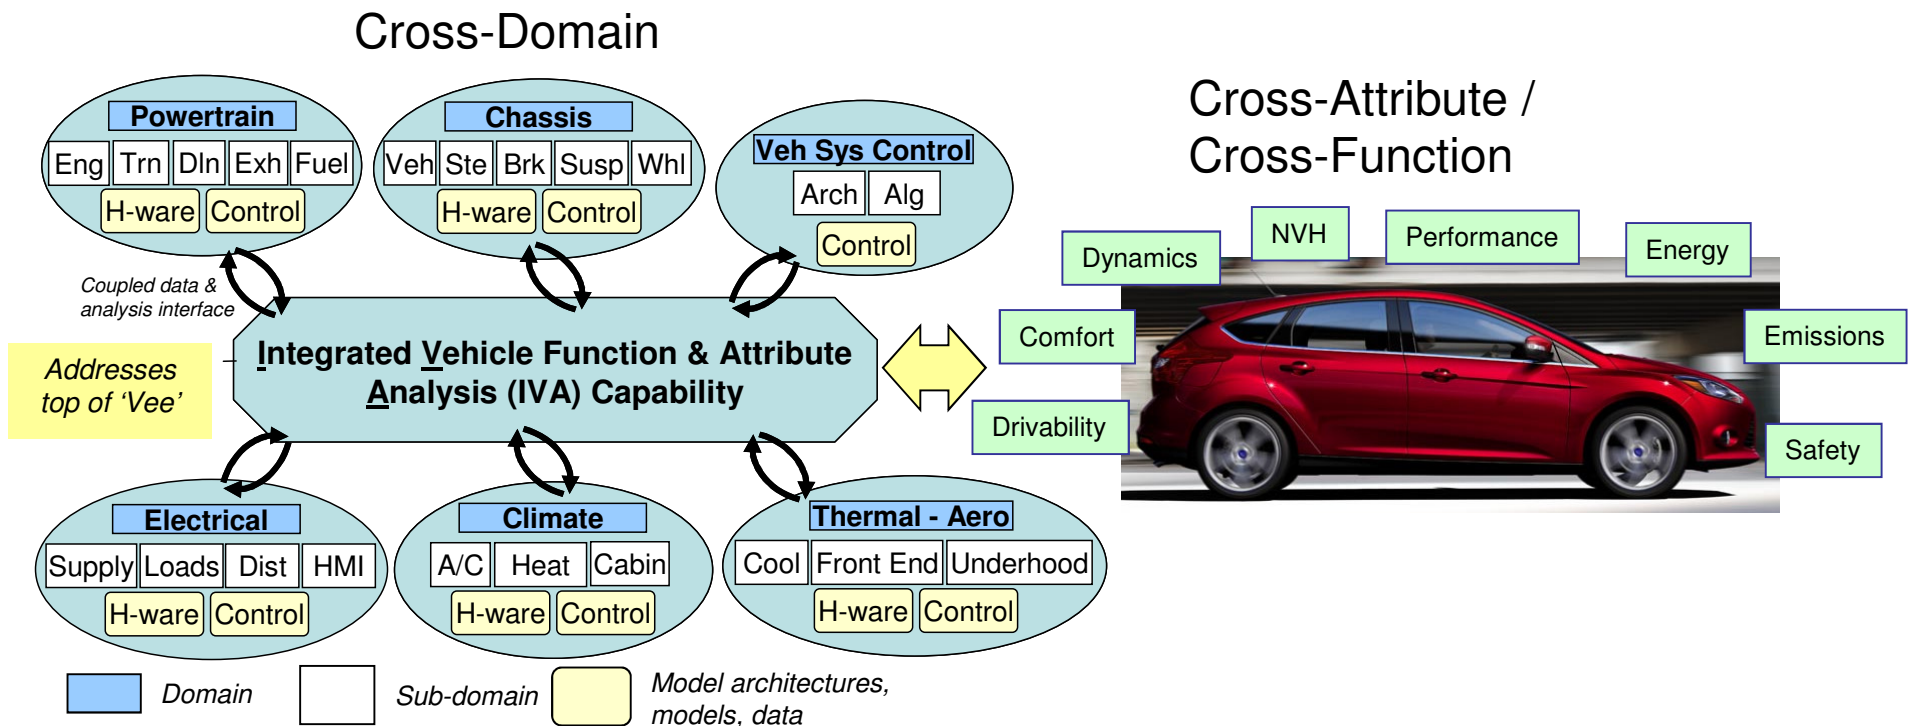 Cross-Domain
Powertrain
Eng Trn Dln Exh Fuel
H-ware Control
Chassis
Veh Ste Brk Susp Whl
H-ware Control
Veh Sys Control
Arch Alg
Control
Coupled data &
analysis interface
Addresses
top of ‘Vee’
Integrated Vehicle Function & Attribute
Analysis (IVA) Capability
Electrical
Supply Loads Dist HMI
H-ware Control
Climate
A/C Heat Cabin
H-ware Control
Thermal - Aero
Cool Front End Underhood
H-ware Control
Domain
Sub-domain
Model architectures,
models, data
Cross-Attribute /
Cross-Function
Dynamics
NVH
Performance
Energy
Comfort
Emissions
Drivability
Safety